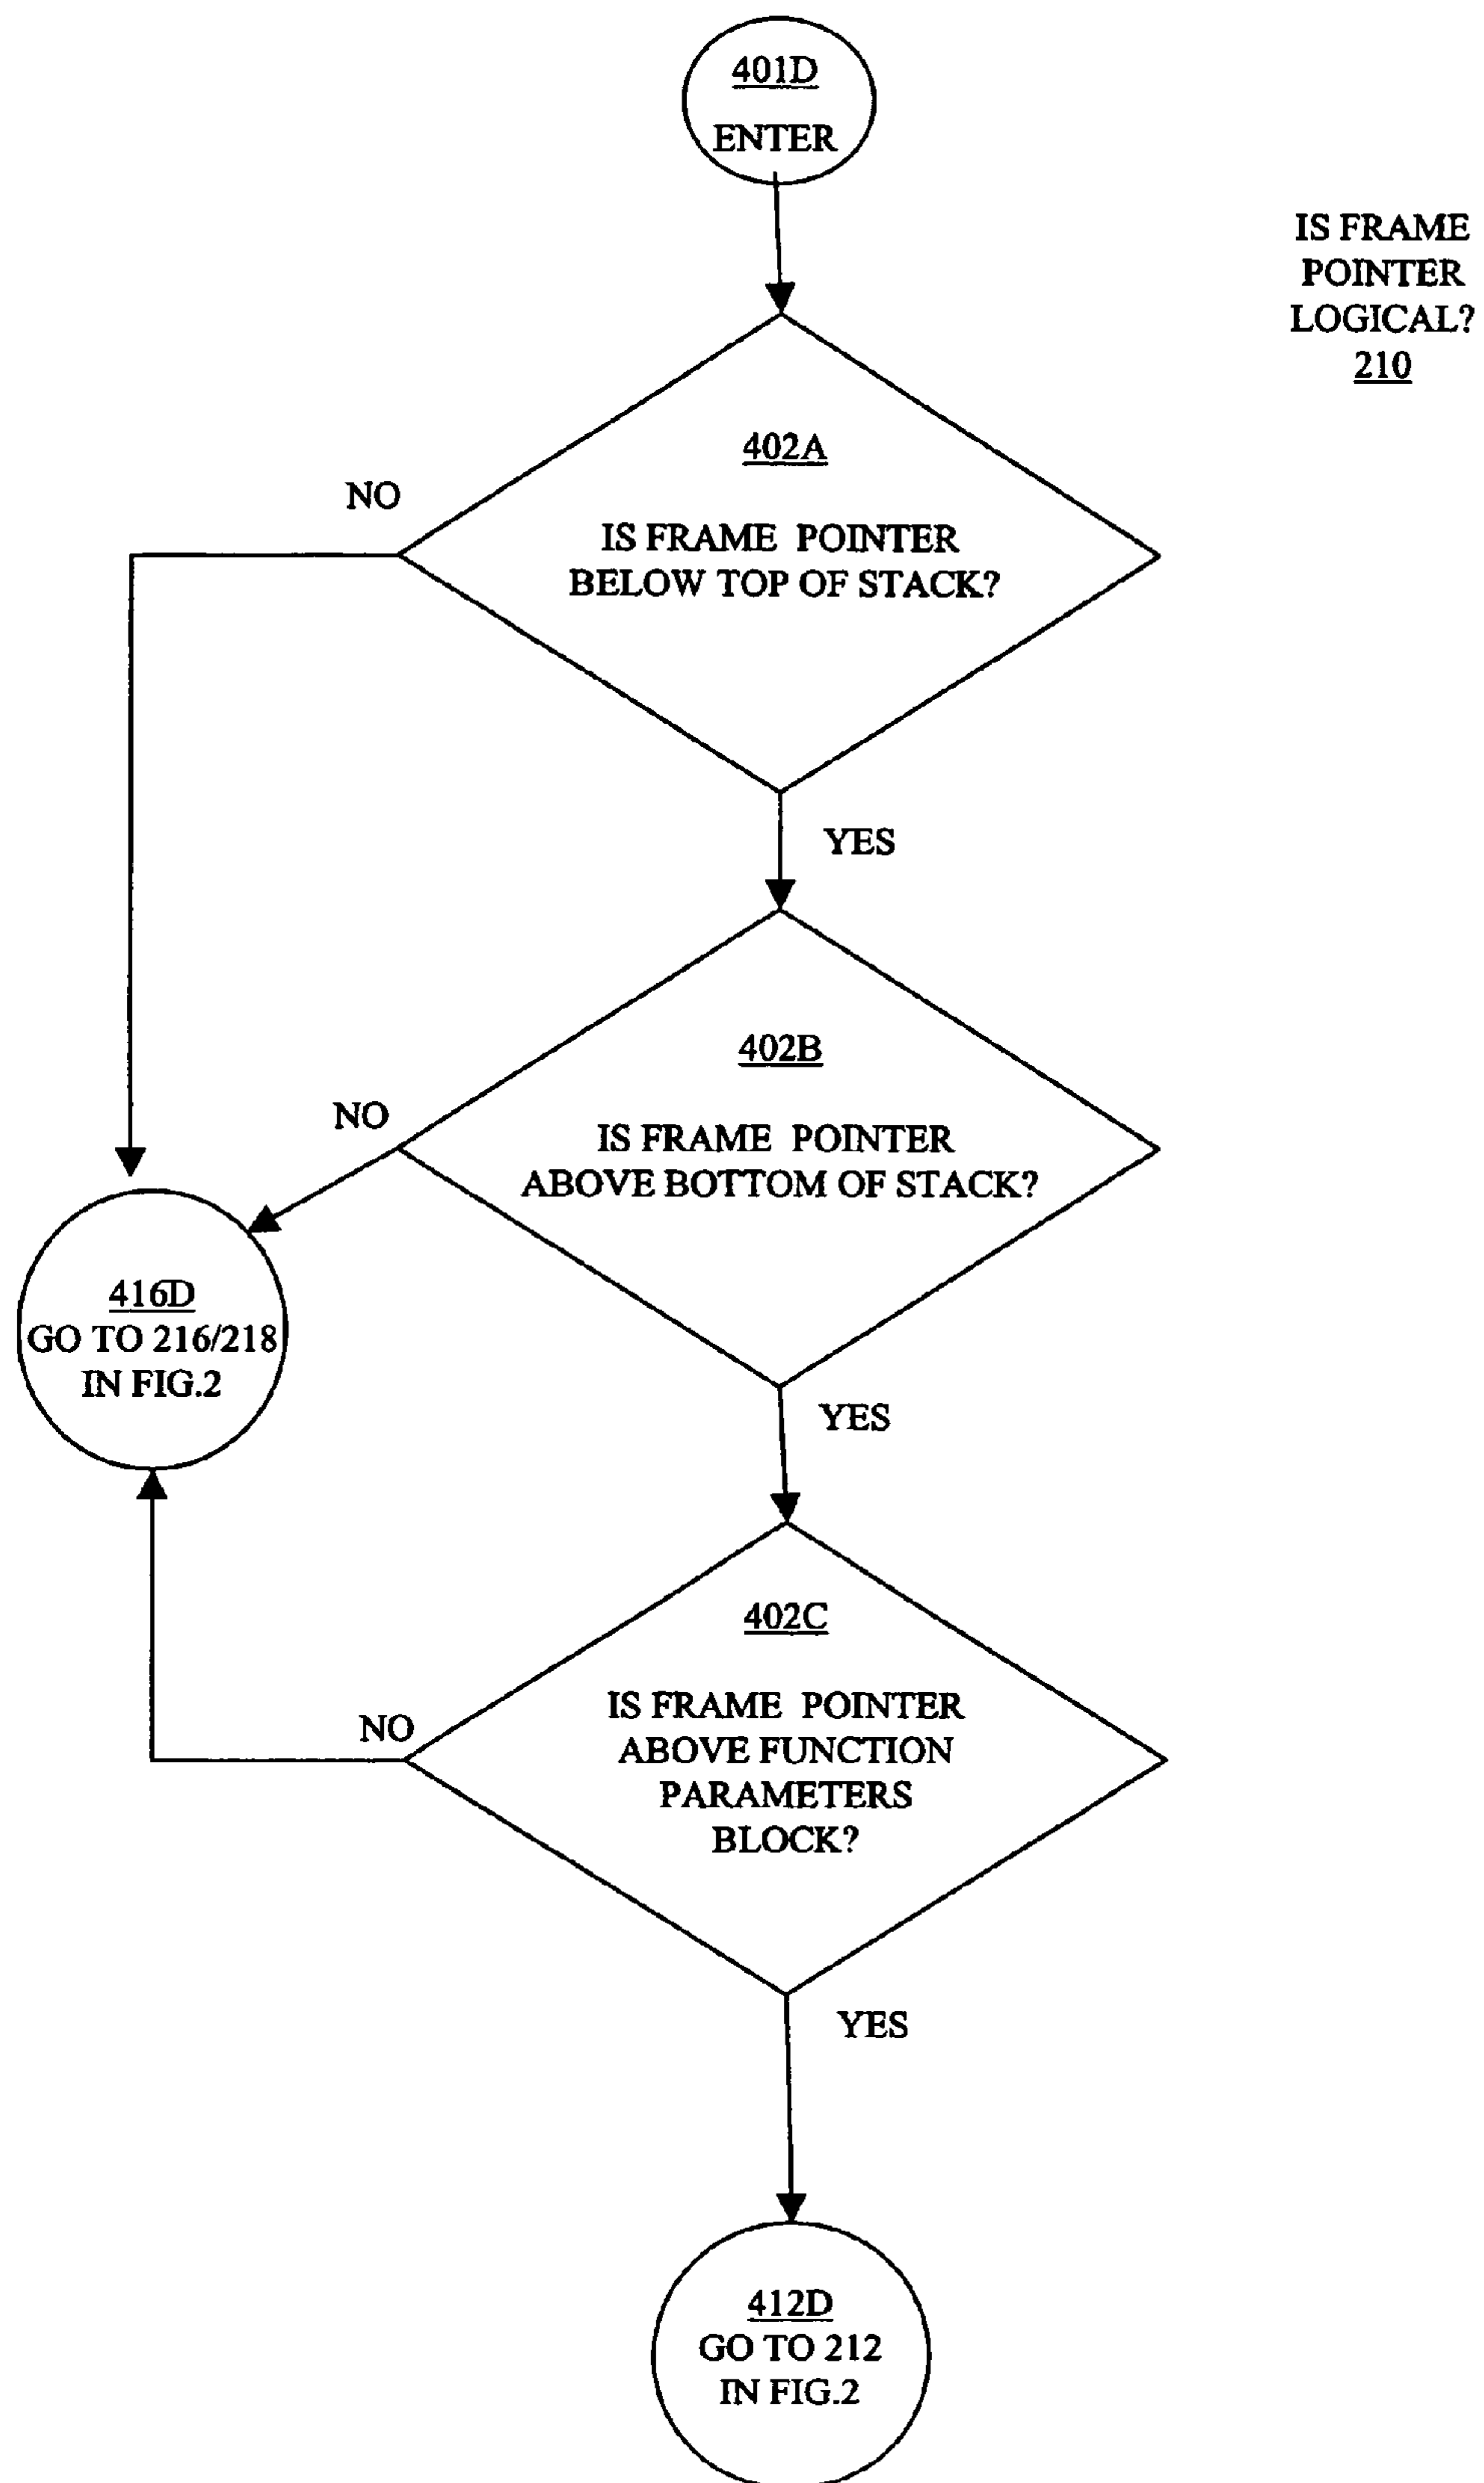 401D
ENTER
IS FRAME
POINTER
LOGICAL?
210
402A
NO
IS FRAME POINTER
BELOW TOP OF STACK?
YES
402B
NO
IS FRAME POINTER
ABOVE BOTTOM OF STACK?
416D
GO TO 216/218
IN FIG.2
YES
402C
IS FRAME POINTER
NO
ABOVE FUNCTION
PARAMETERS
BLOCK?
YES
412D
GO TO 212
IN FIG.2